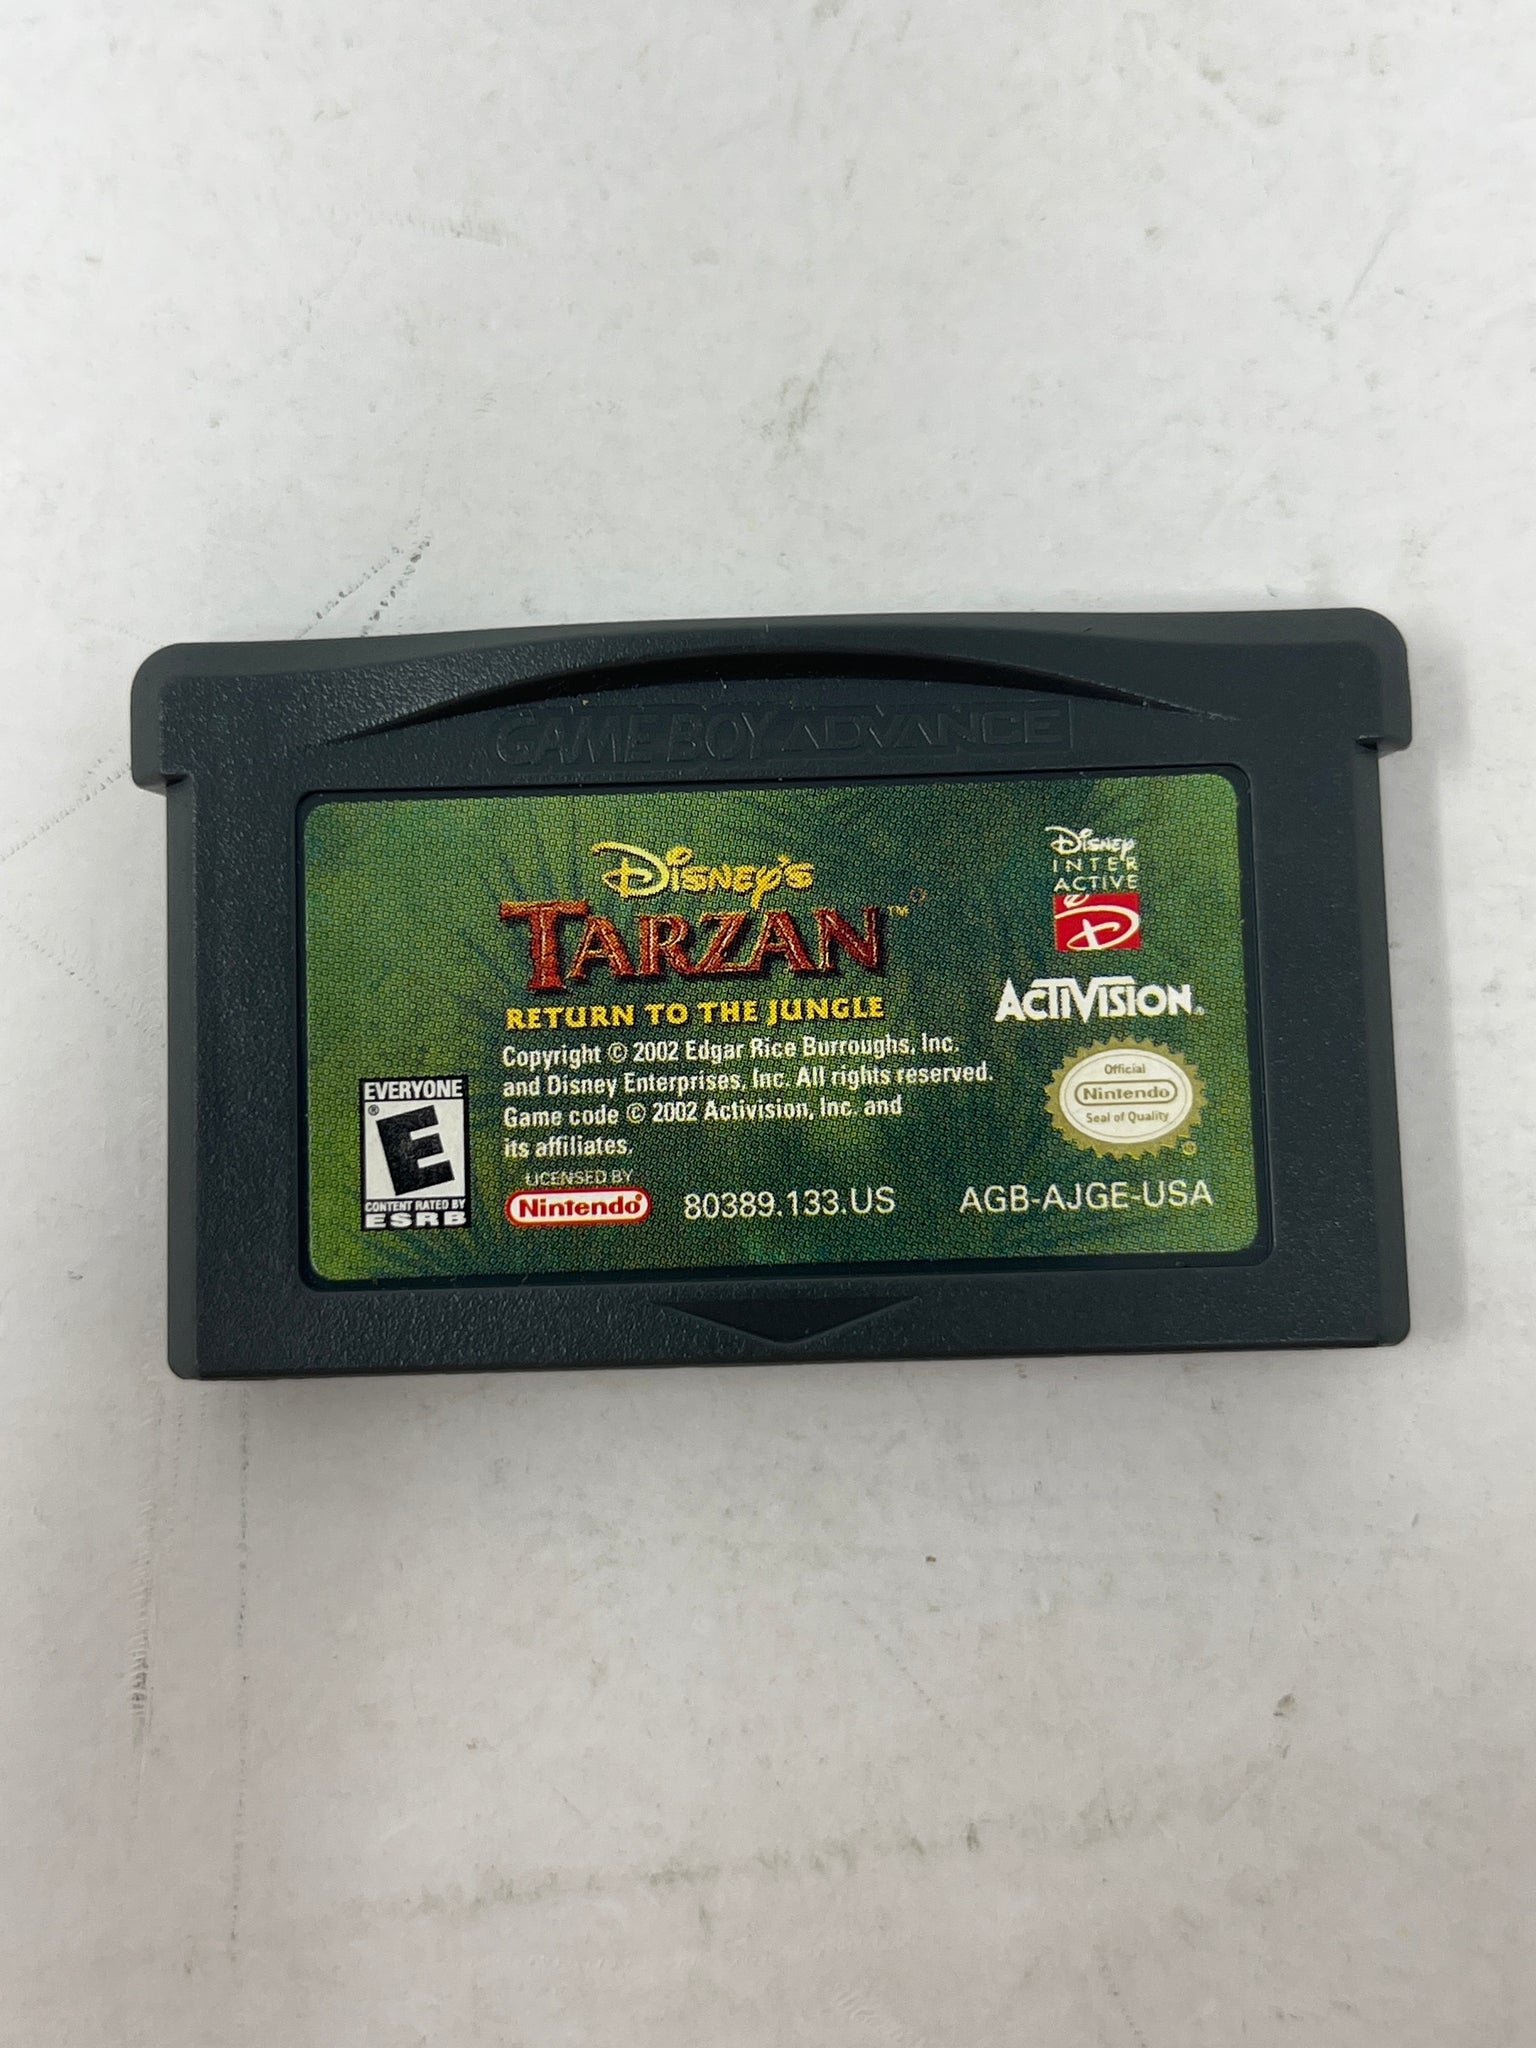 GAME BOY ADVANCE
Disney's
TARZAN™
RETURN TO THE JUNGLE
Copyright © 2002 Edgar Rice Burroughs, Inc.
and Disney Enterprises, Inc. All rights reserved.
Game code © 2002 Activision, Inc. and
its affiliates.
LICENSED BY
Nintendo®
80389.133.US
AGB-AJGE-USA
EVERYONE
E
®
CONTENT RATED BY
ESRB
Disney
INTER
ACTIVE
D
ACTIVISION®
Official
Nintendo
Seal of Quality